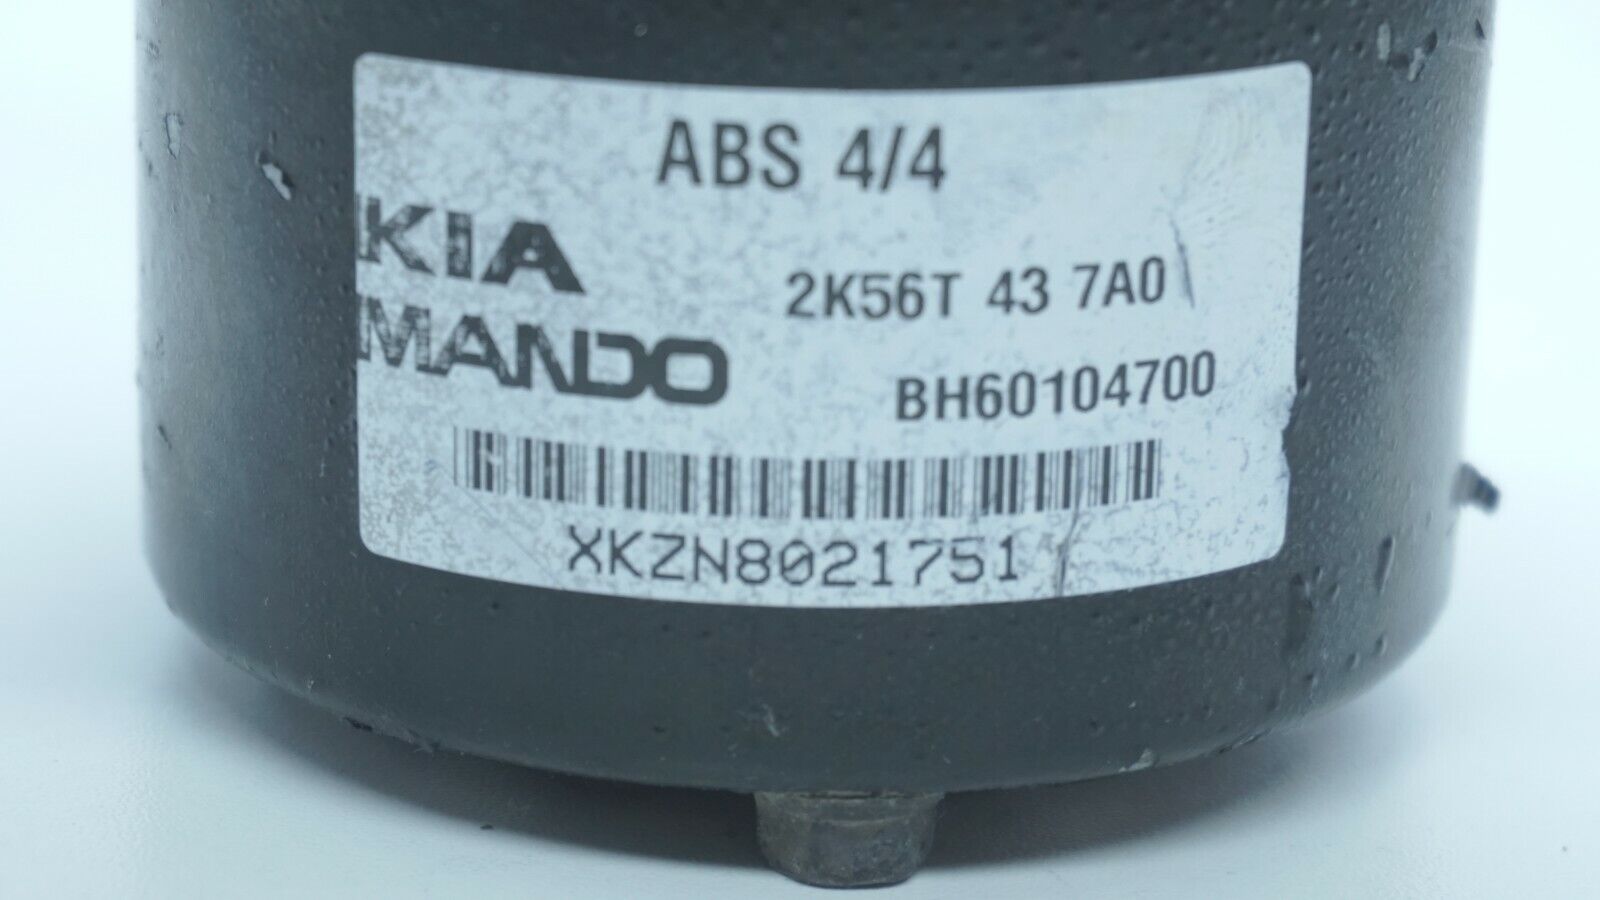 ABS 4/4
KIA
2K56T 43 7A0
MANDO
BH60104700
XKZN8021751